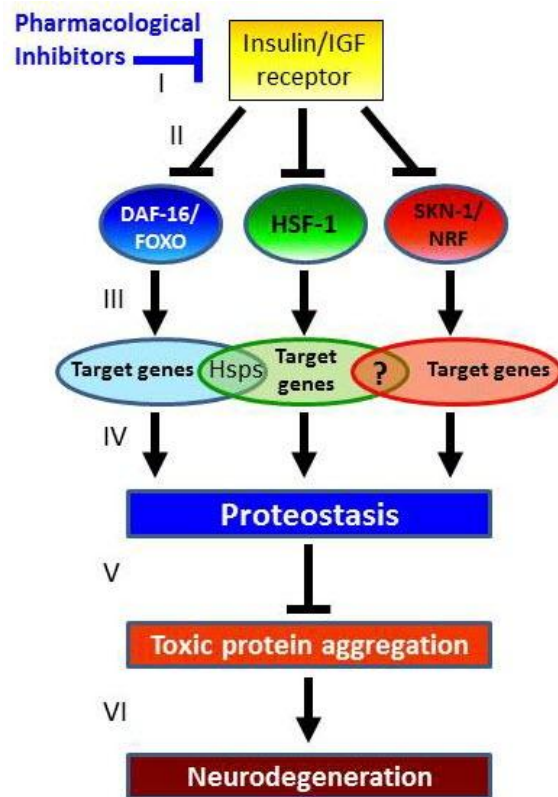 Pharmacological
Inhibitors
I
Insulin/IGF
receptor
II
DAF-16/
FOXO
HSF-1
SKN-1/
NRF
III
Target genes
Hsps
Target
genes
?
Target genes
IV
Proteostasis
V
Toxic protein aggregation
VI
Neurodegeneration